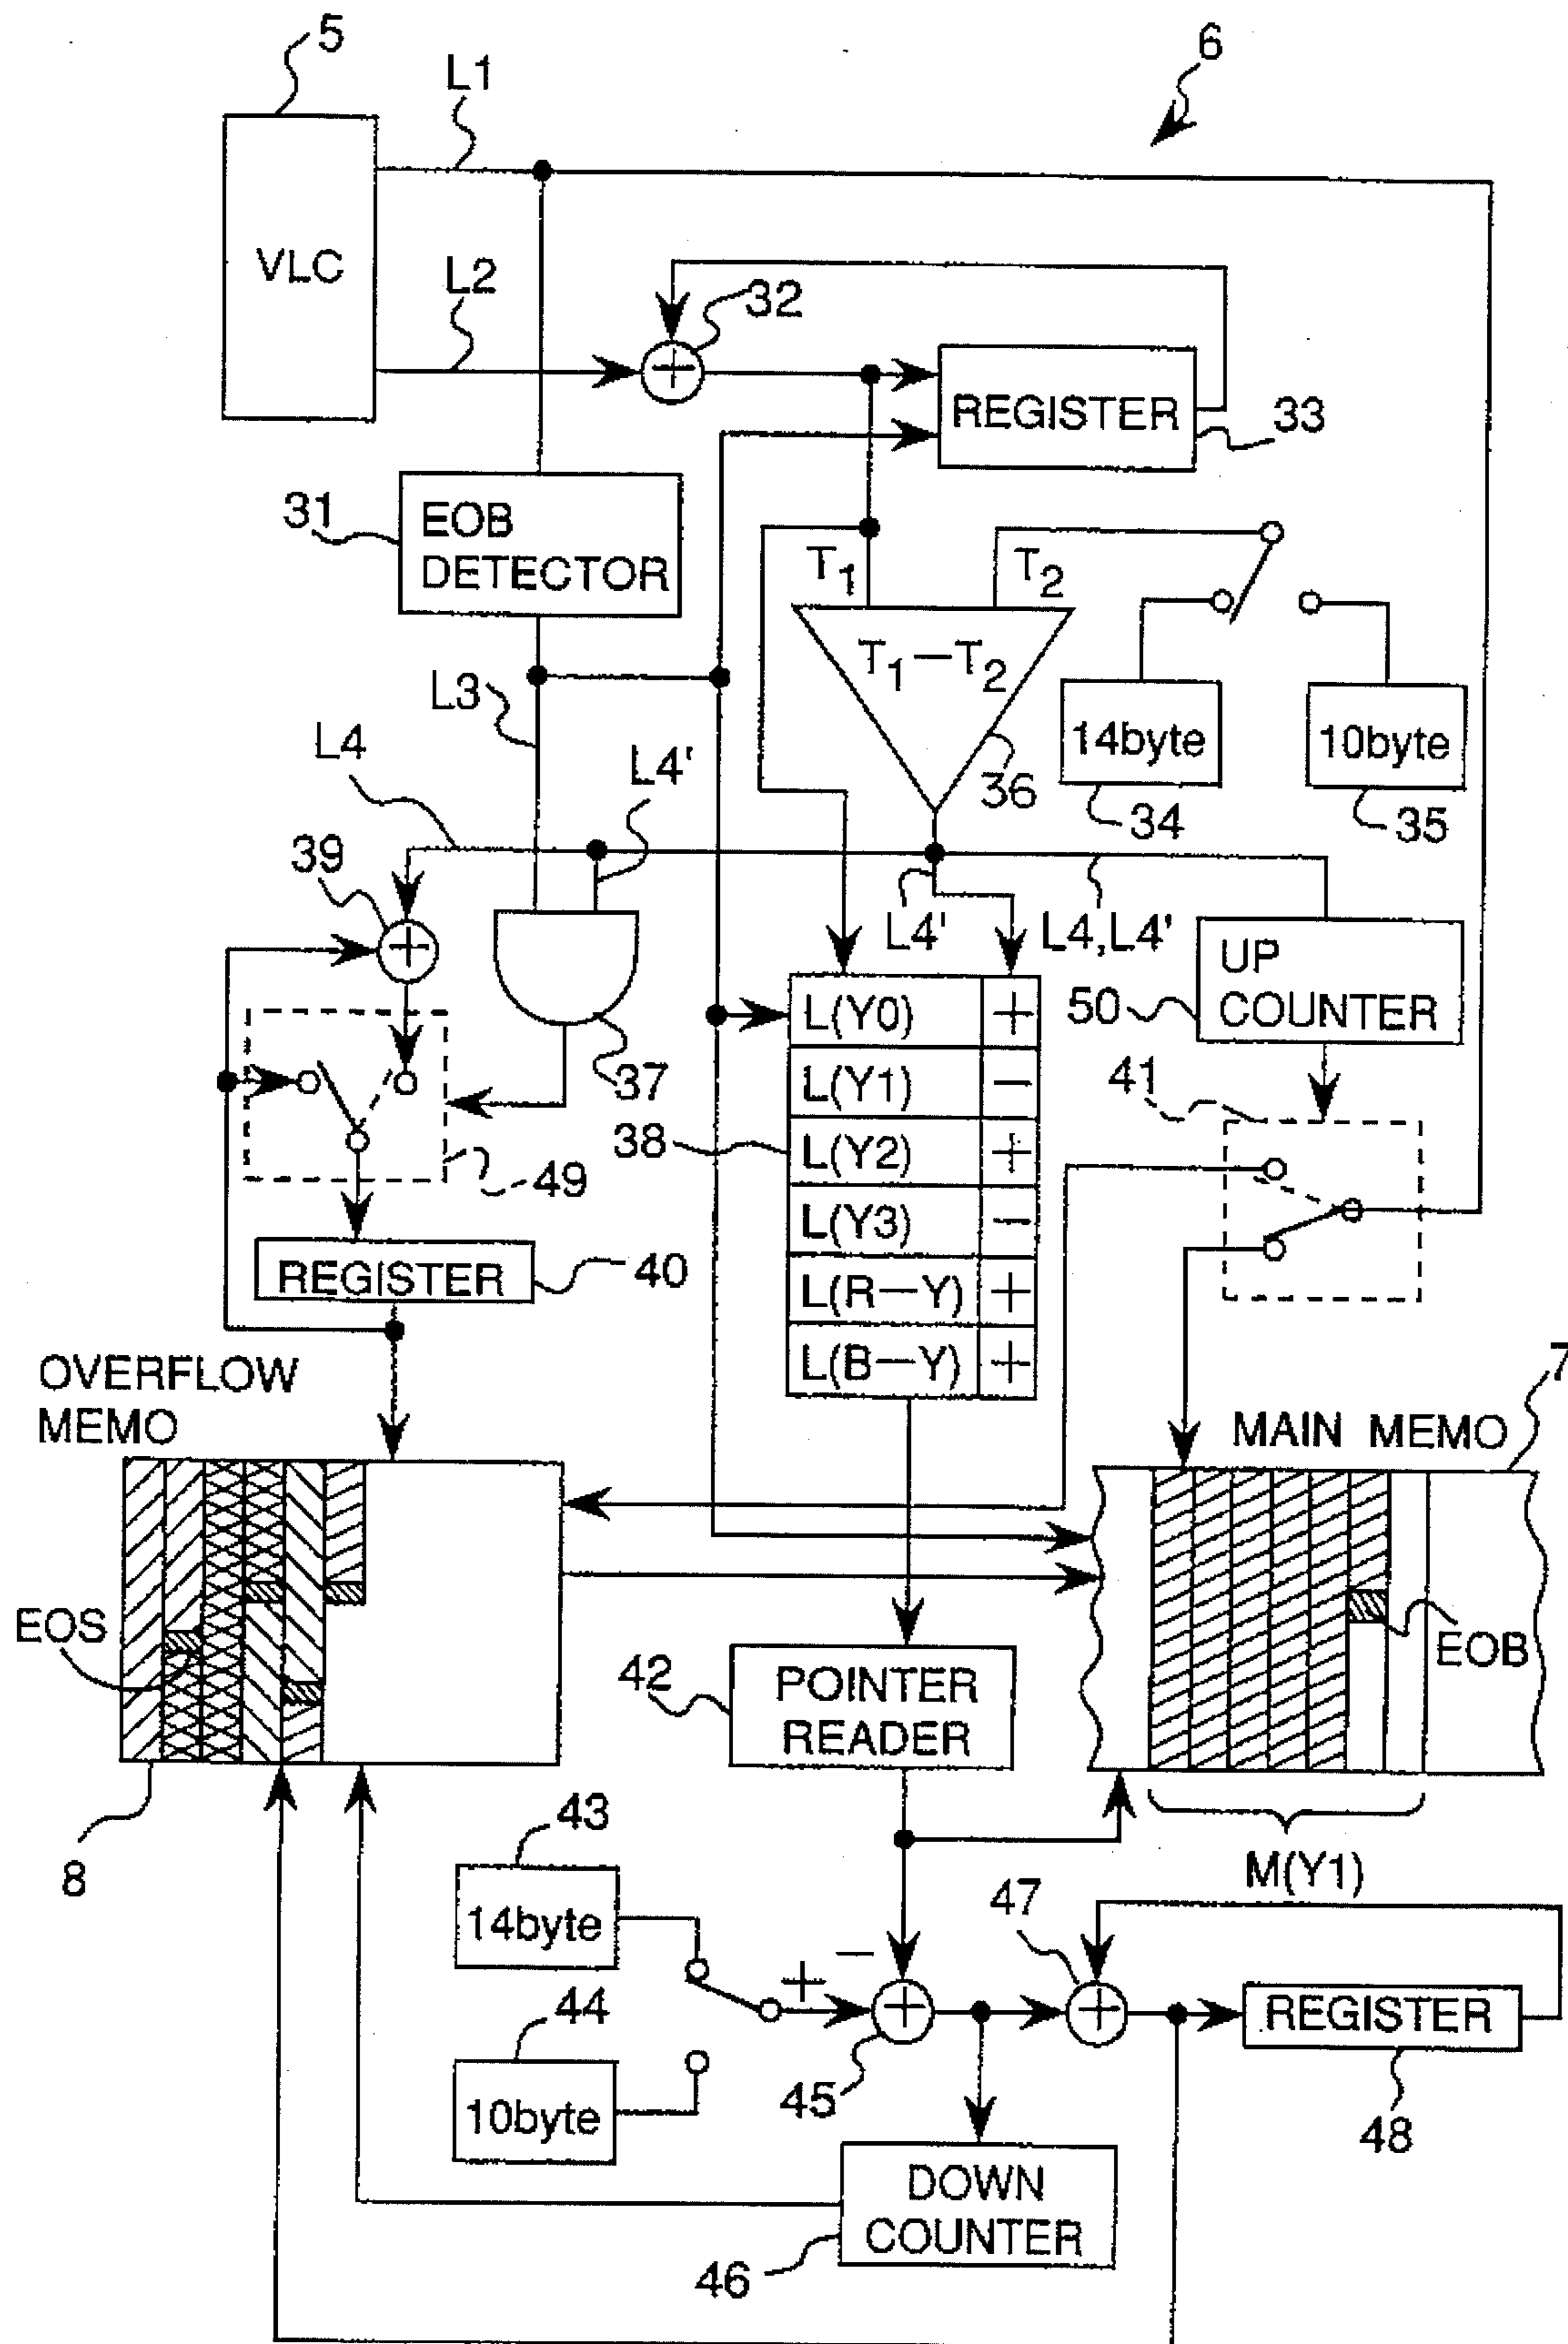 5
L1
6
VLC
L2
32
REGISTER
33
31
EOB
DETECTOR
T1
T2
T1—T2
14byte
10byte
L3
L4
L4'
36
34
35
39
L4'
L4,L4'
UP
COUNTER
50
L(Y0) +
L(Y1) —
L(Y2) +
L(Y3) —
L(R—Y) +
L(B—Y) +
37
38
41
49
REGISTER
40
OVERFLOW
MEMO
MAIN MEMO
7
EOS
EOB
42
POINTER
READER
8
43
14byte
M(Y1)
47
44
10byte
+
—
45
REGISTER
48
DOWN
COUNTER
46